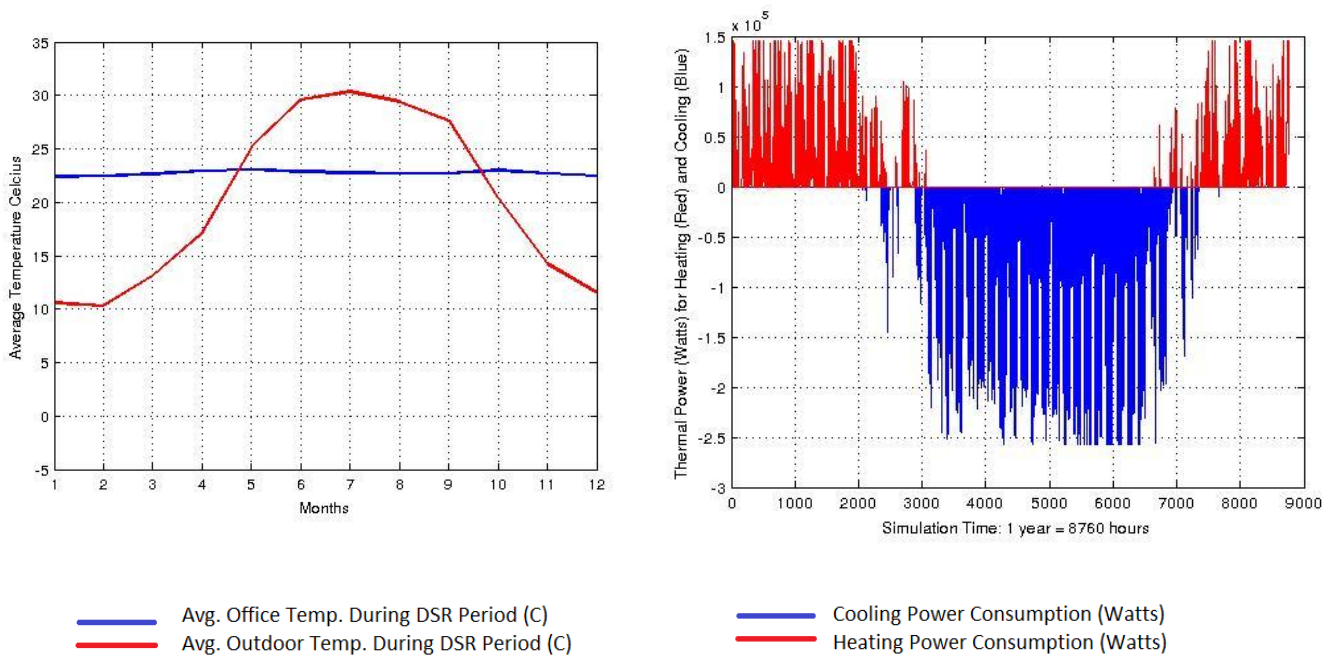 35
30
25
20
15
10
5
0
-5
Average Temperature Celcius
1 2 3 4 5 6 7 8 9 10 11 12
Months
Avg. Office Temp. During DSR Period (C)
Avg. Outdoor Temp. During DSR Period (C)
x 10^5
1.5
1
0.5
0
-0.5
-1
-1.5
-2
-2.5
-3
Thermal Power (Watts) for Heating (Red) and Cooling (Blue)
0 1000 2000 3000 4000 5000 6000 7000 8000 9000
Simulation Time: 1 year = 8760 hours
Cooling Power Consumption (Watts)
Heating Power Consumption (Watts)